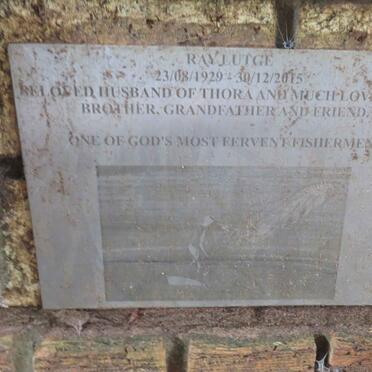 RAY LUTGE
23/08/1929 - 30/12/2015
BELOVED HUSBAND OF THORA AND MUCH LOV
BROTHER, GRANDFATHER AND FRIEND.
ONE OF GOD'S MOST FERVENT FISHERMEN